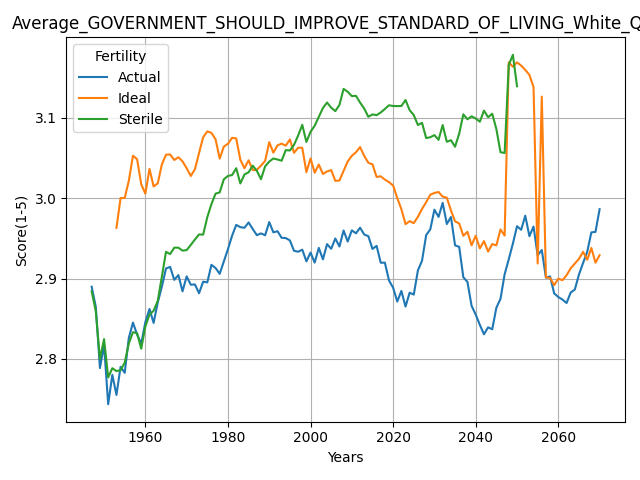 Average_GOVERNMENT_SHOULD_IMPROVE_STANDARD_OF_LIVING_White_Q
Fertility
Actual
Ideal
Sterile
Score(1-5)
3.1
3.0
2.9
2.8
1960
1980
2000
2020
2040
2060
Years